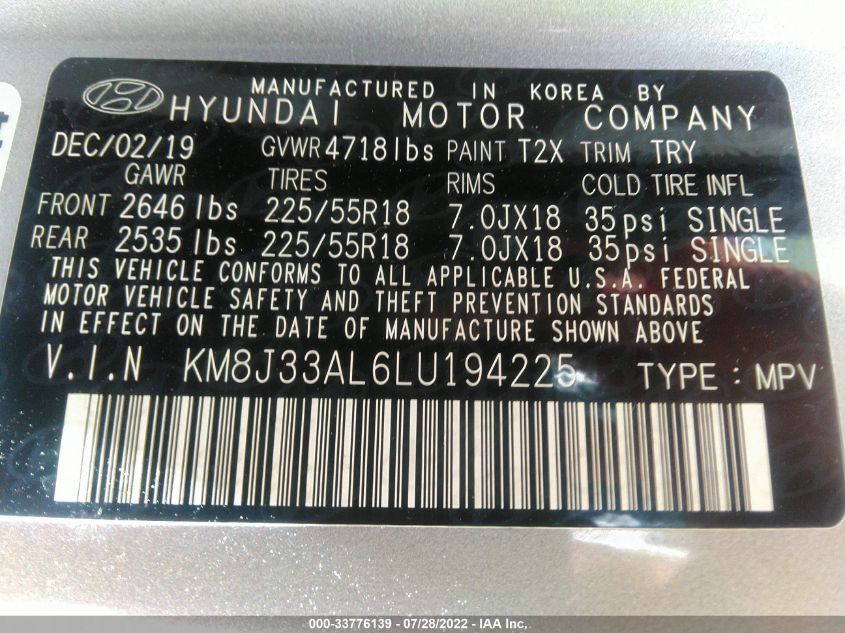 MANUFACTURED IN KOREA BY
HYUNDAI MOTOR COMPANY
DEC/02/19 GVWR 4718lbs PAINT T2X TRIM TRY
GAWR TIRES RIMS COLD TIRE INFL
FRONT 2646 lbs 225/55R18 7.0JX18 35psi SINGLE
REAR 2535 lbs 225/55R18 7.0JX18 35psi SINGLE
THIS VEHICLE CONFORMS TO ALL APPLICABLE U.S.A. FEDERAL
MOTOR VEHICLE SAFETY AND THEFT PREVENTION STANDARDS
IN EFFECT ON THE DATE OF MANUFACTURE SHOWN ABOVE
V.I.N KM8J33AL6LU194225 TYPE : MPV
000-33776139 - 07/28/2022 - IAA Inc.